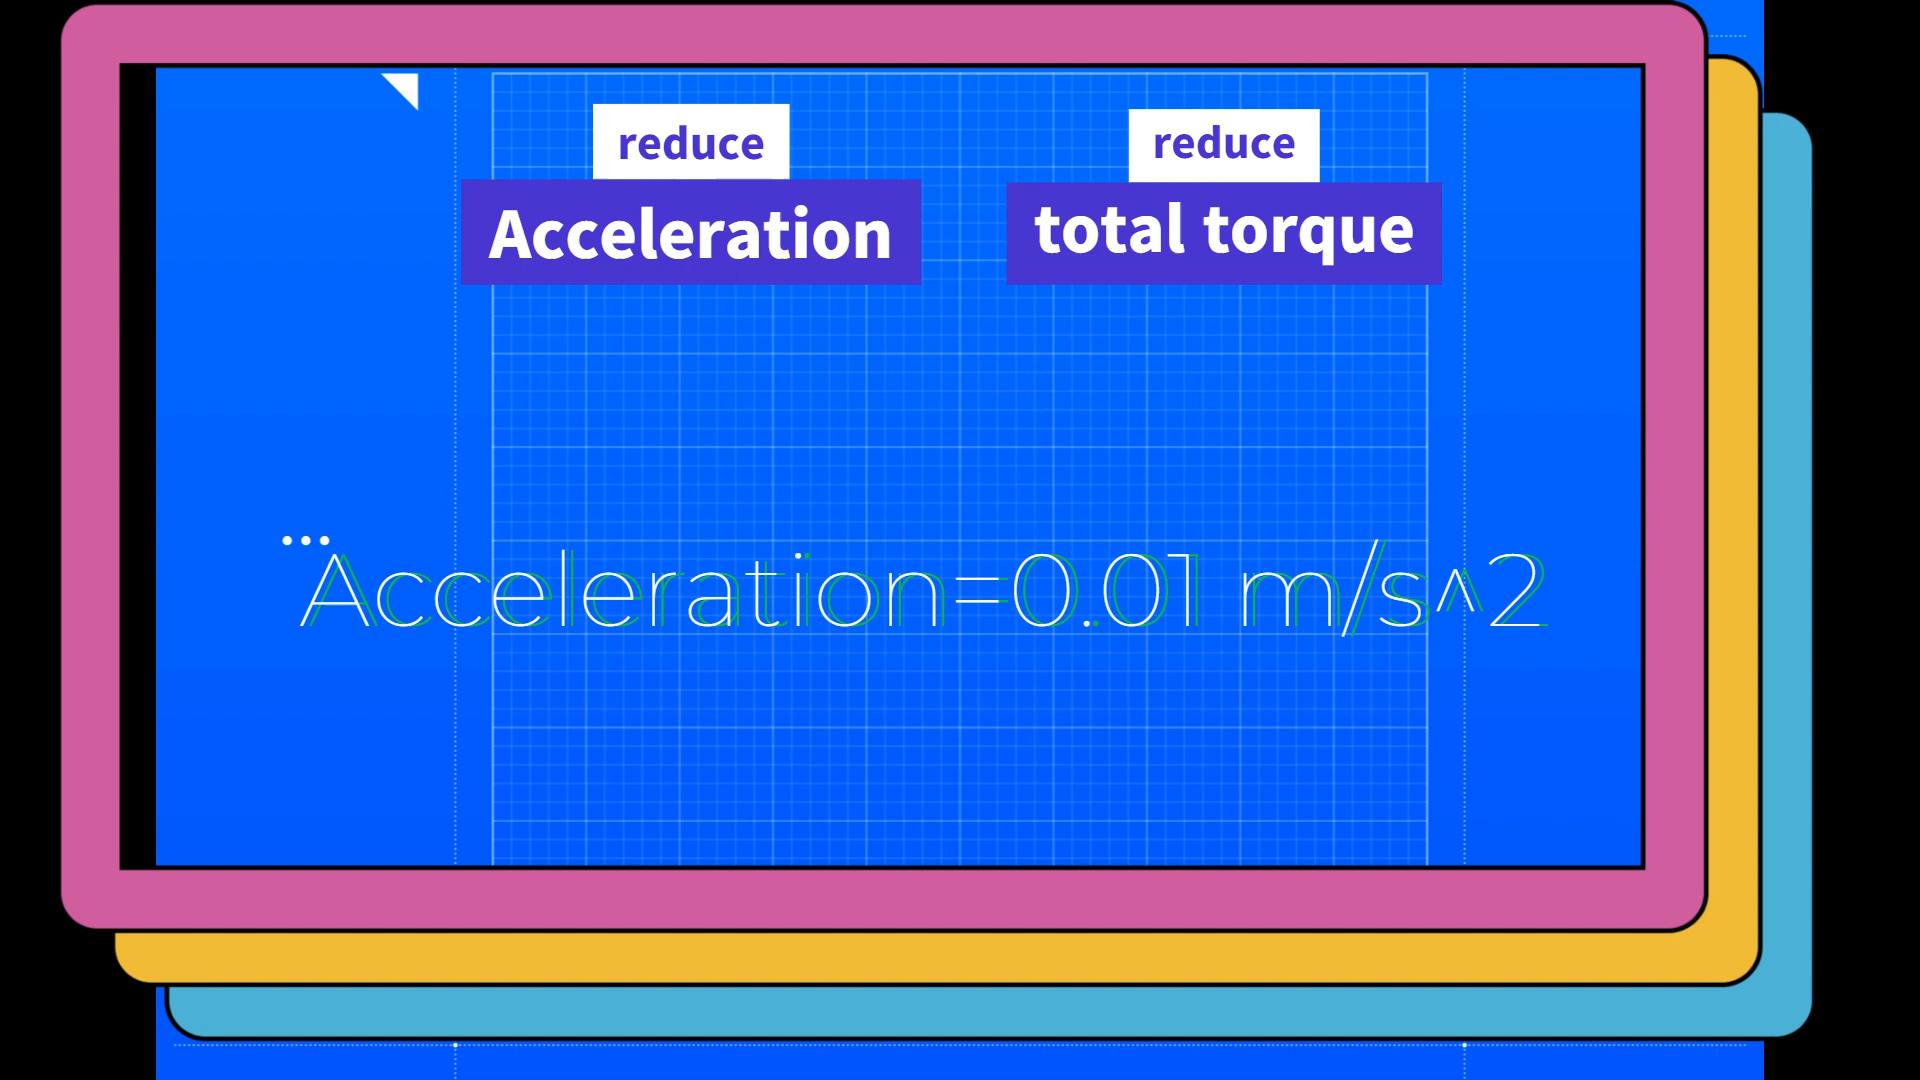 reduce
Acceleration
reduce
total torque
Acceleration=0.01 m/s^2